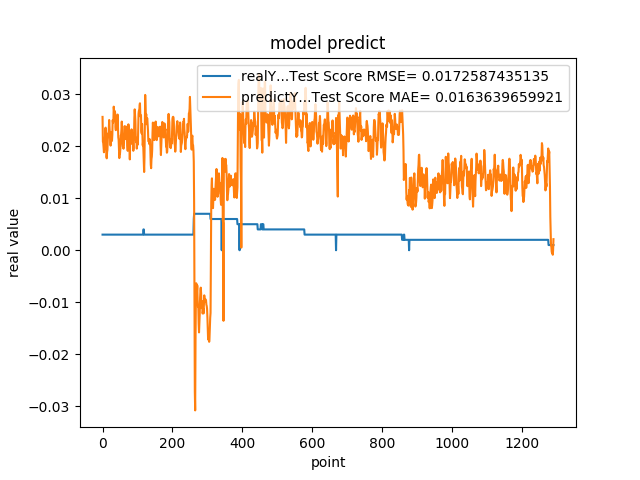 model predict
realY...Test Score RMSE= 0.0172587435135
predictY...Test Score MAE= 0.0163639659921
real value
0.03
0.02
0.01
0.00
−0.01
−0.02
−0.03
0 200 400 600 800 1000 1200
point